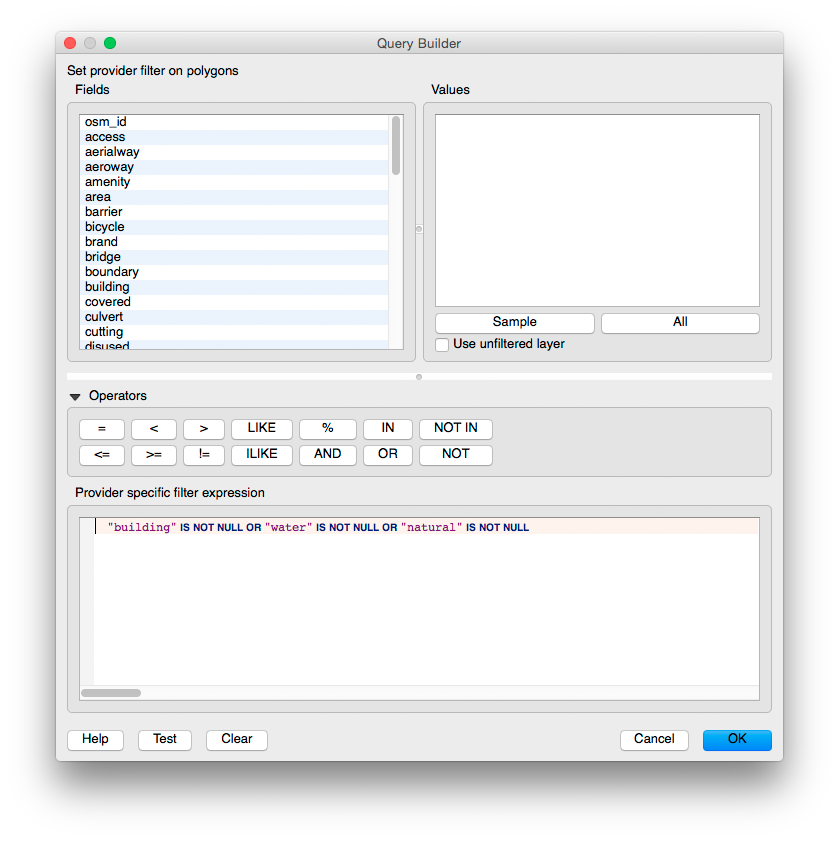 Query Builder
Set provider filter on polygons
Fields
Values
osm_id
access
aerialway
aeroway
amenity
area
barrier
bicycle
brand
bridge
boundary
building
covered
culvert
cutting
disused
Sample
All
Use unfiltered layer
Operators
= < > LIKE % IN NOT IN
<= >= != ILIKE AND OR NOT
Provider specific filter expression
"building" IS NOT NULL OR "water" IS NOT NULL OR "natural" IS NOT NULL
Help Test Clear Cancel OK